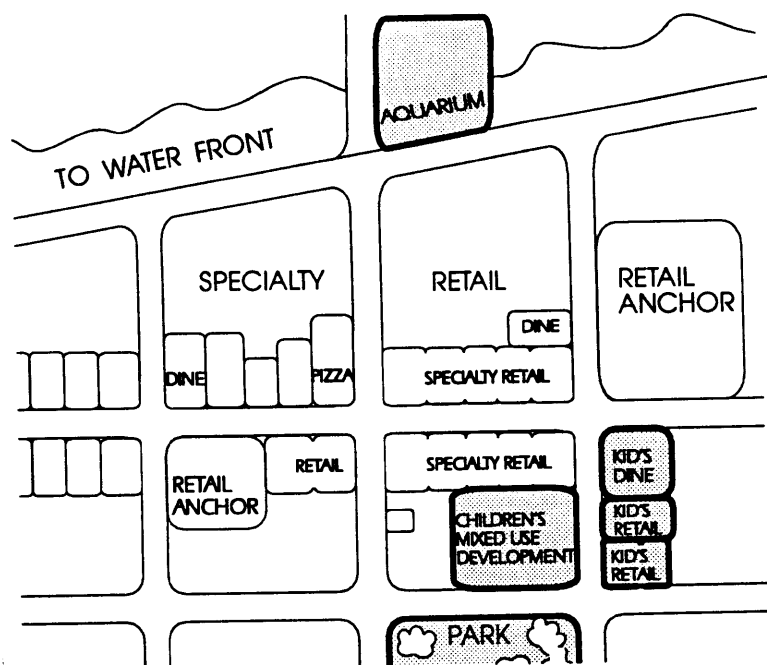 AQUARIUM
TO WATER FRONT
SPECIALTY
RETAIL
RETAIL
ANCHOR
DINE
DINE
PIZZA
SPECIALTY RETAIL
RETAIL
ANCHOR
RETAIL
SPECIALTY RETAIL
KID'S
DINE
CHILDREN'S
MIXED USE
DEVELOPMENT
KID'S
RETAIL
KID'S
RETAIL
PARK